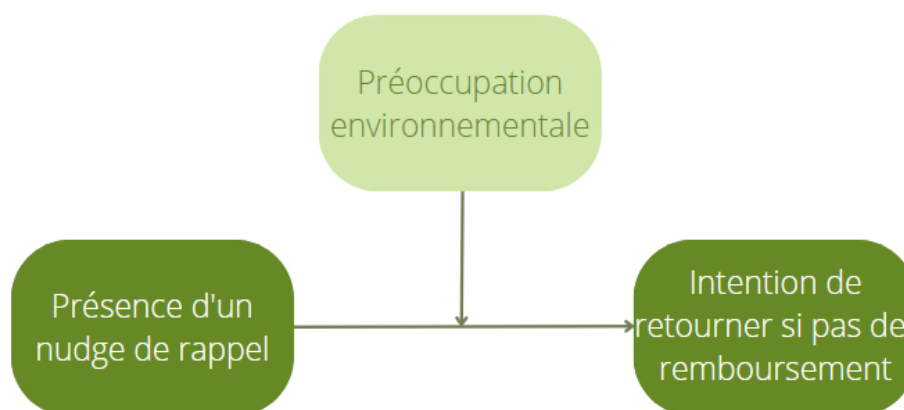 Préoccupation
environnementale
Présence d'un
nudge de rappel
Intention de
retourner si pas de
remboursement